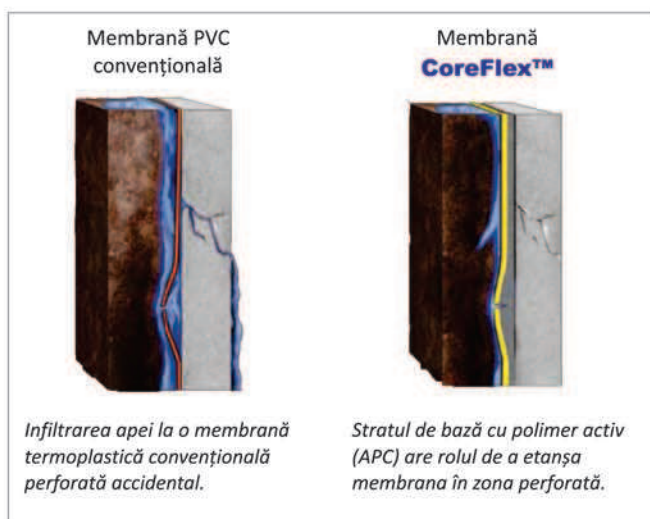 Membrană PVC
convențională
Membrană
CoreFlex™
Infiltrarea apei la o membrană
termoplastică convențională
perforată accidental.
Stratul de bază cu polimer activ
(APC) are rolul de a etanșa
membrana în zona perforată.